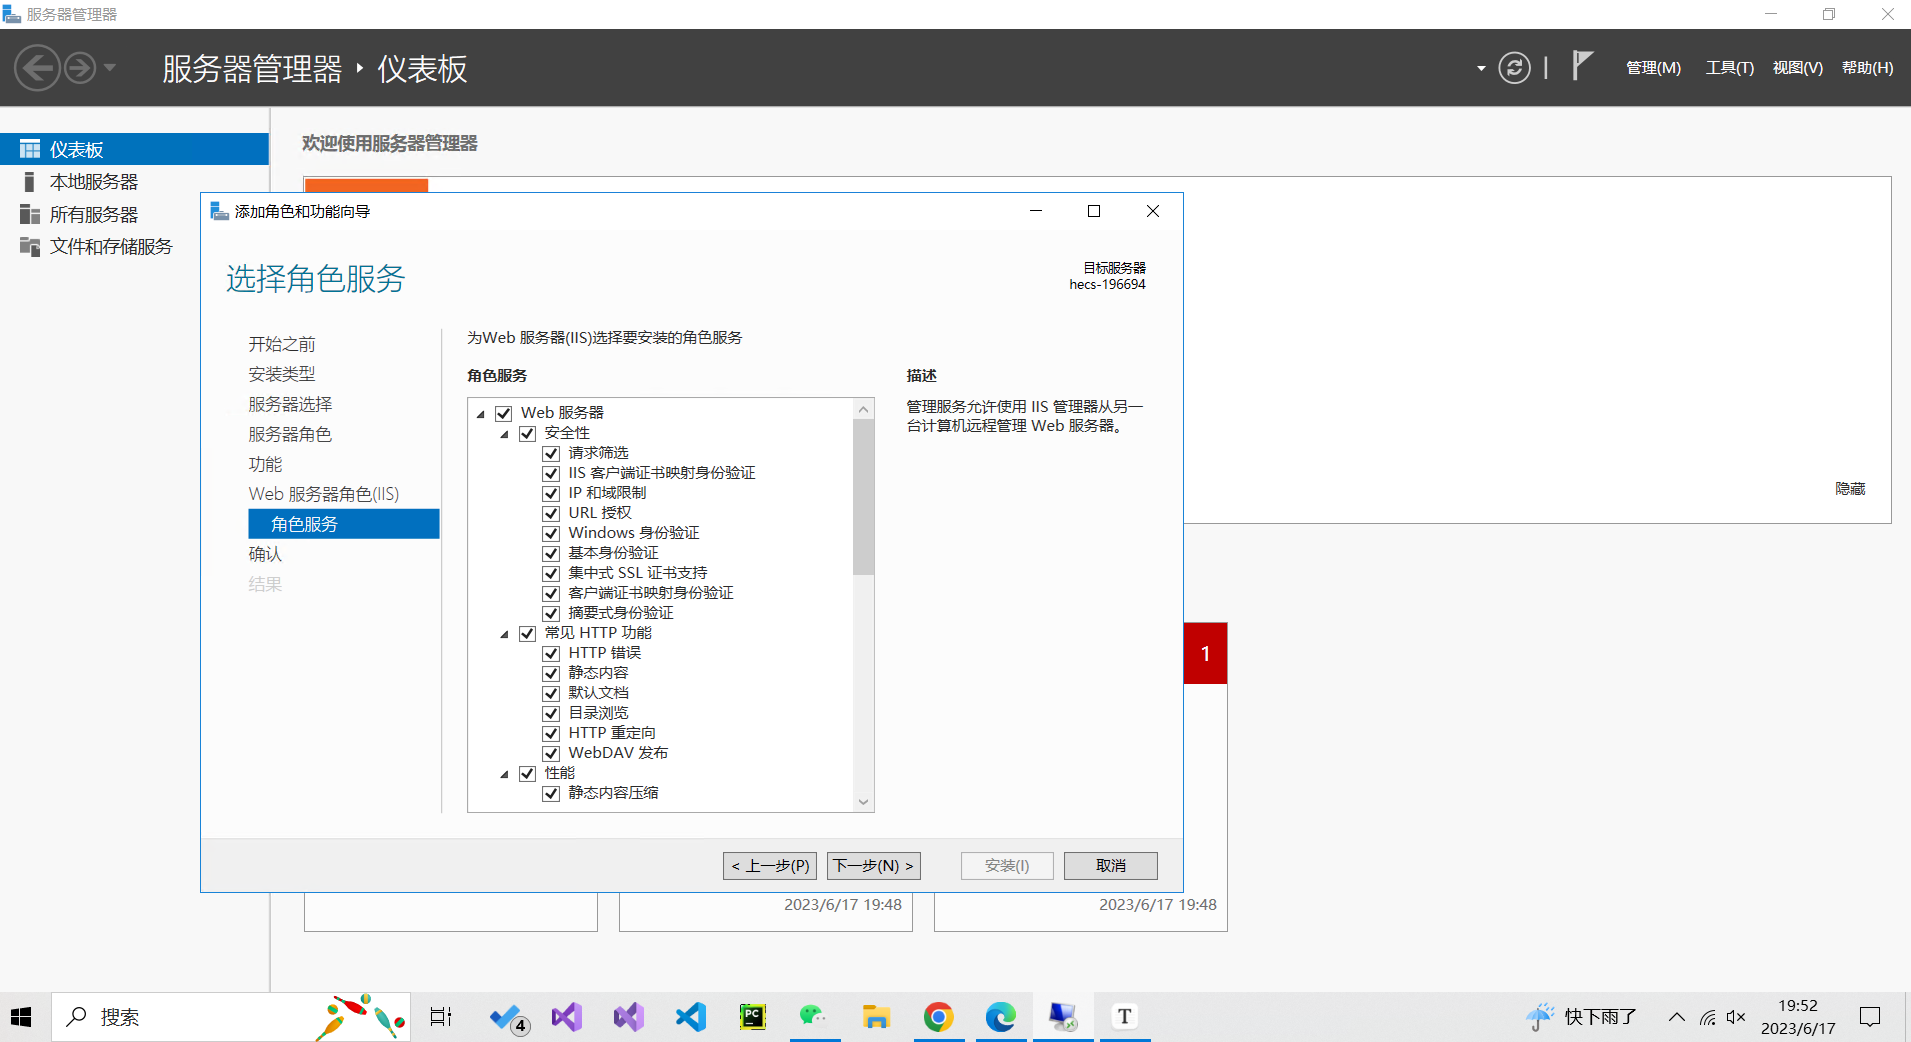 服务器管理器
服务器管理器 ‣ 仪表板
管理(M) 工具(T) 视图(V) 帮助(H)
仪表板
本地服务器
所有服务器
文件和存储服务
欢迎使用服务器管理器
添加角色和功能向导
选择角色服务
目标服务器
hecs-196694
开始之前
安装类型
服务器选择
服务器角色
功能
Web 服务器角色(IIS)
角色服务
确认
结果
为Web 服务器(IIS)选择要安装的角色服务
角色服务
Web 服务器
安全性
请求筛选
IIS 客户端证书映射身份验证
IP 和域限制
URL 授权
Windows 身份验证
基本身份验证
集中式 SSL 证书支持
客户端证书映射身份验证
摘要式身份验证
常见 HTTP 功能
HTTP 错误
静态内容
默认文档
目录浏览
HTTP 重定向
WebDAV 发布
性能
静态内容压缩
描述
管理服务允许使用 IIS 管理器从另一
台计算机远程管理 Web 服务器。
隐藏
1
< 上一步(P) 下一步(N) > 安装(I) 取消
2023/6/17 19:48
2023/6/17 19:48
搜索
4
PC
T
快下雨了
19:52
2023/6/17